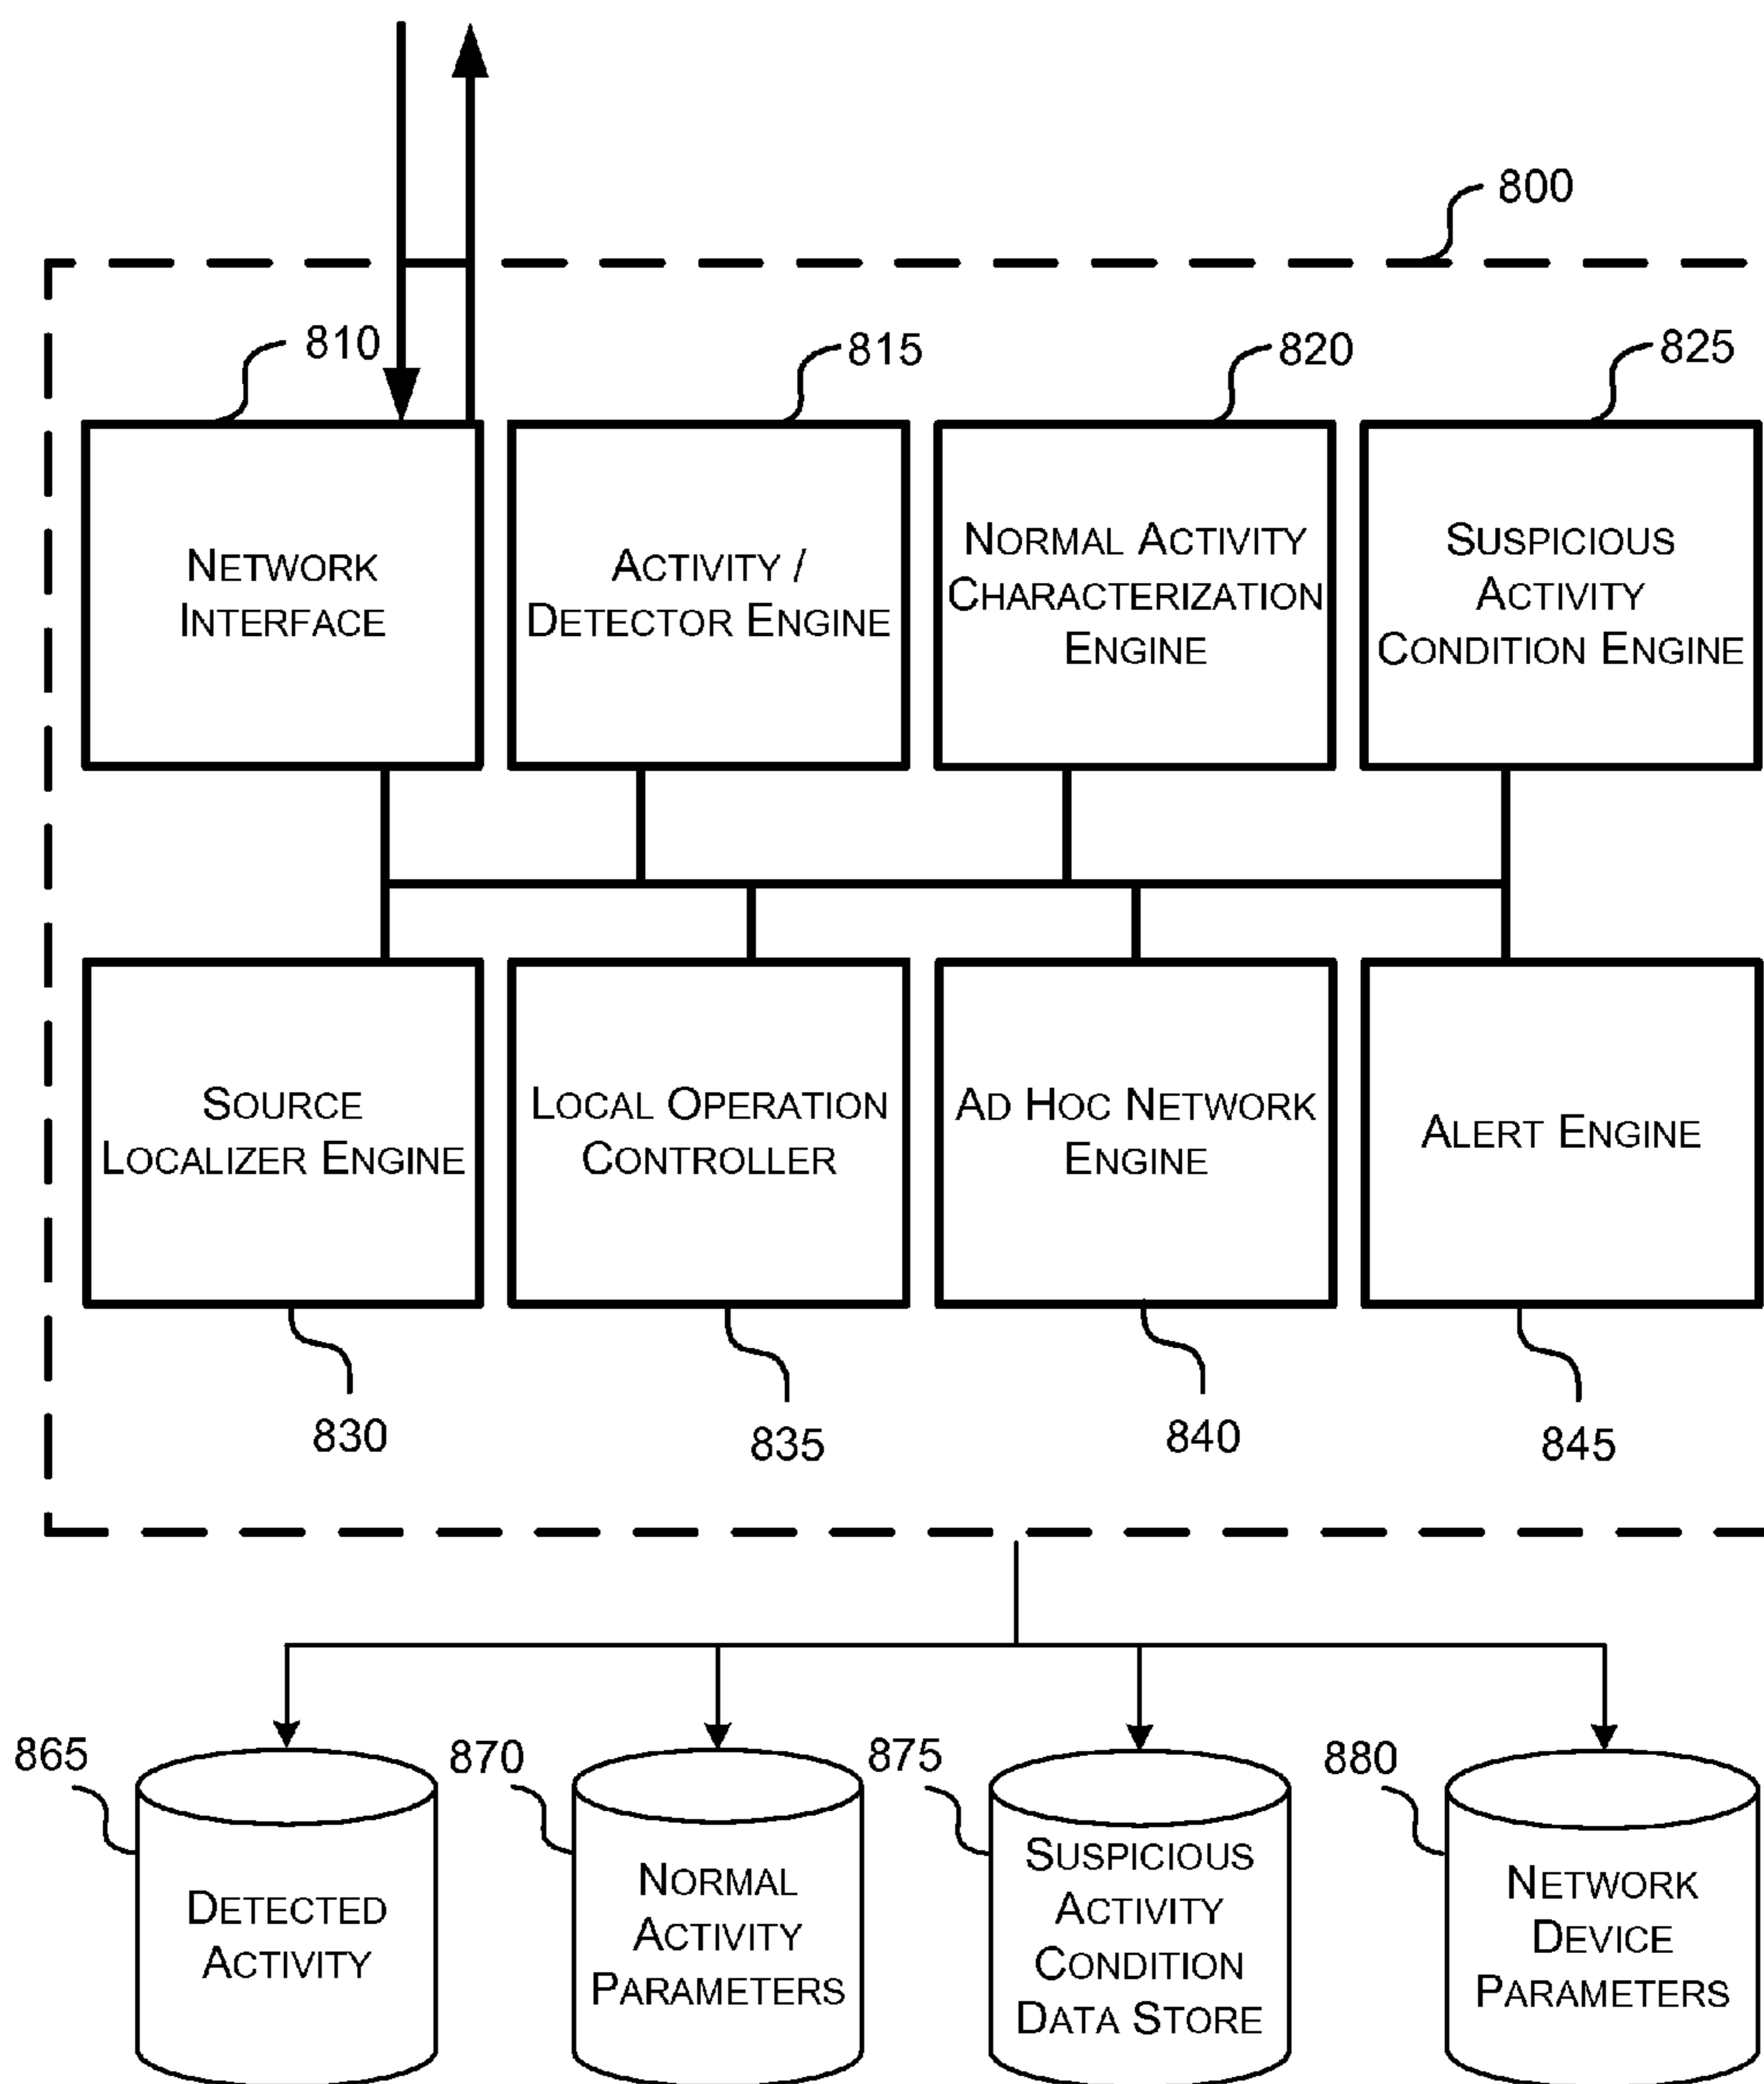 800
810
815
820
825
NETWORK
INTERFACE
ACTIVITY /
DETECTOR ENGINE
NORMAL ACTIVITY
CHARACTERIZATION
ENGINE
SUSPICIOUS
ACTIVITY
CONDITION ENGINE
SOURCE
LOCALIZER ENGINE
LOCAL OPERATION
CONTROLLER
AD HOC NETWORK
ENGINE
ALERT ENGINE
830
835
840
845
865
870
875
880
DETECTED
ACTIVITY
NORMAL
ACTIVITY
PARAMETERS
SUSPICIOUS
ACTIVITY
CONDITION
DATA STORE
NETWORK
DEVICE
PARAMETERS